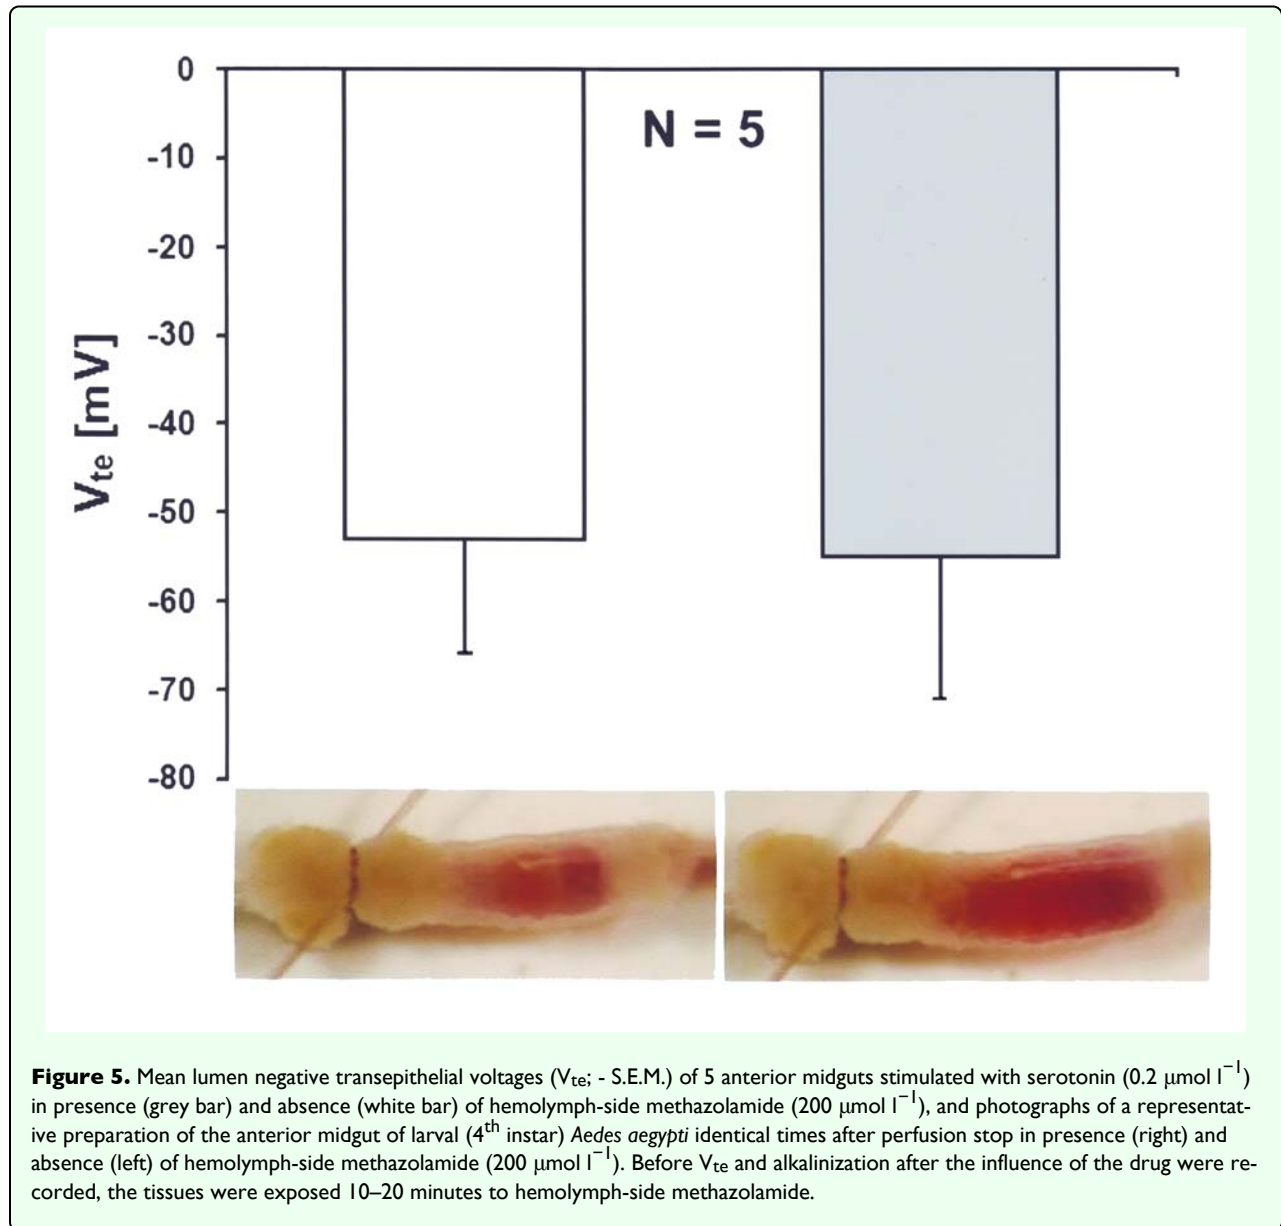 0
N = 5
-10
-20
-30
-40
-50
-60
-70
-80
Vte [mV]
Figure 5. Mean lumen negative transepithelial voltages (Vte; - S.E.M.) of 5 anterior midguts stimulated with serotonin (0.2 μmol l−1)
in presence (grey bar) and absence (white bar) of hemolymph-side methazolamide (200 μmol l−1), and photographs of a representat-
ive preparation of the anterior midgut of larval (4th instar) Aedes aegypti identical times after perfusion stop in presence (right) and
absence (left) of hemolymph-side methazolamide (200 μmol l−1). Before Vte and alkalinization after the influence of the drug were re-
corded, the tissues were exposed 10–20 minutes to hemolymph-side methazolamide.